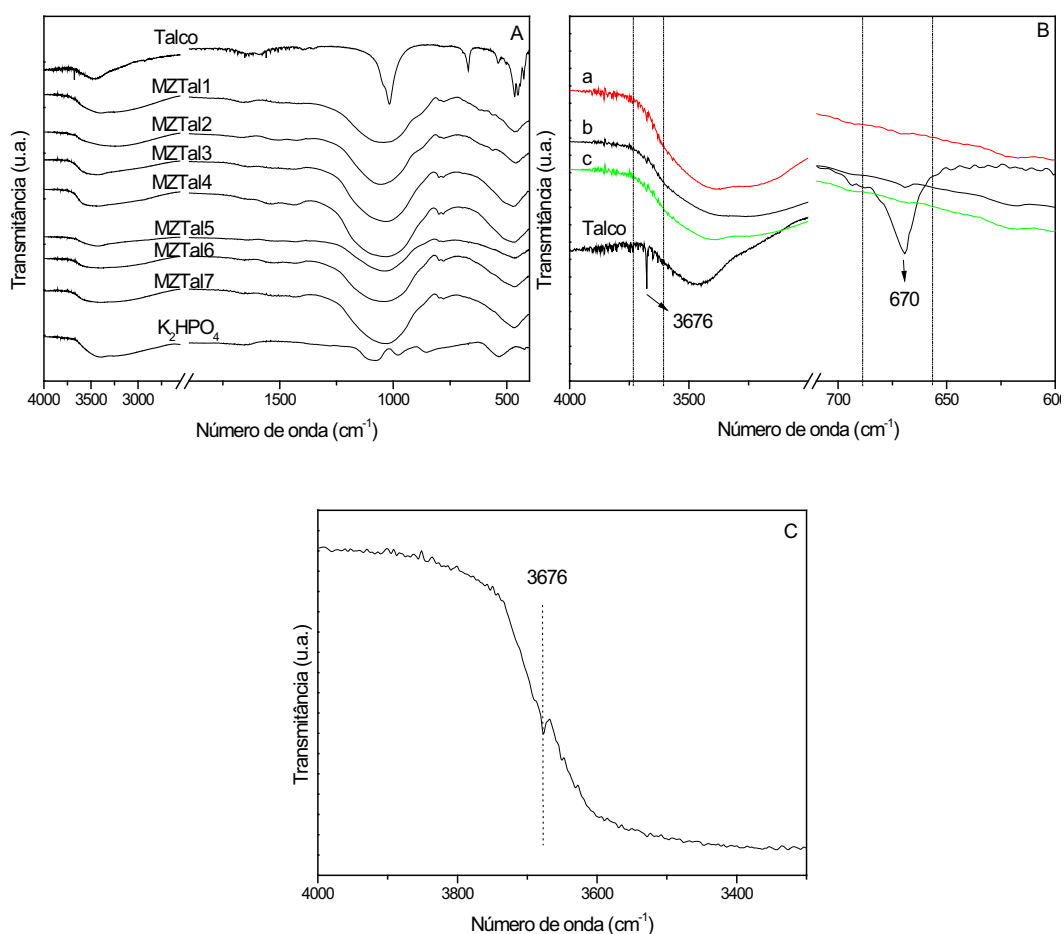 A
Talco
MZTal1
MZTal2
MZTal3
MZTal4
MZTal5
MZTal6
MZTal7
K₂HPO₄
Transmitância (u.a.)
4000 3500 3000 1500 1000 500
Número de onda (cm⁻¹)
B
a
b
c
Talco
3676
670
Transmitância (u.a.)
4000 3500 700 650 600
Número de onda (cm⁻¹)
C
3676
Transmitância (u.a.)
4000 3800 3600 3400
Número de onda (cm⁻¹)